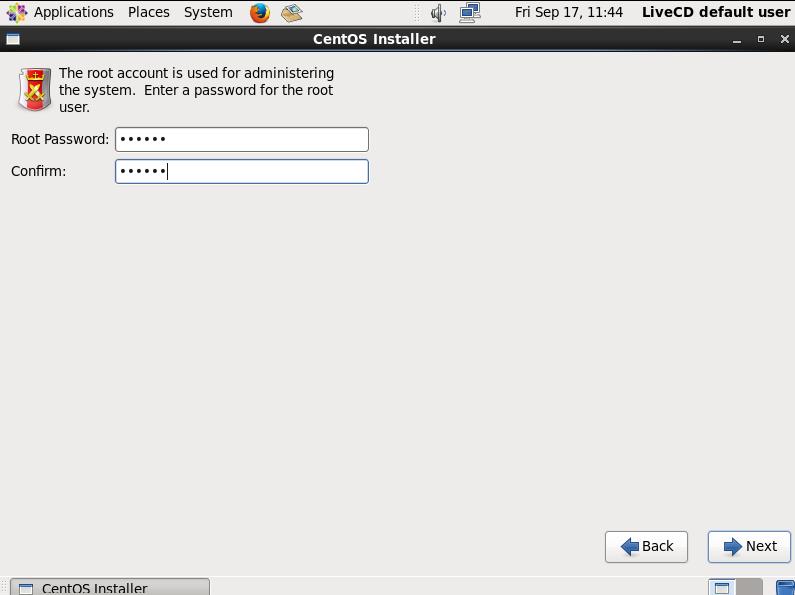 Applications Places System Fri Sep 17, 11:44 LiveCD default user
CentOS Installer
The root account is used for administering
the system. Enter a password for the root
user.
Root Password: ••••••
Confirm: ••••••
Back Next
CentOS Installer